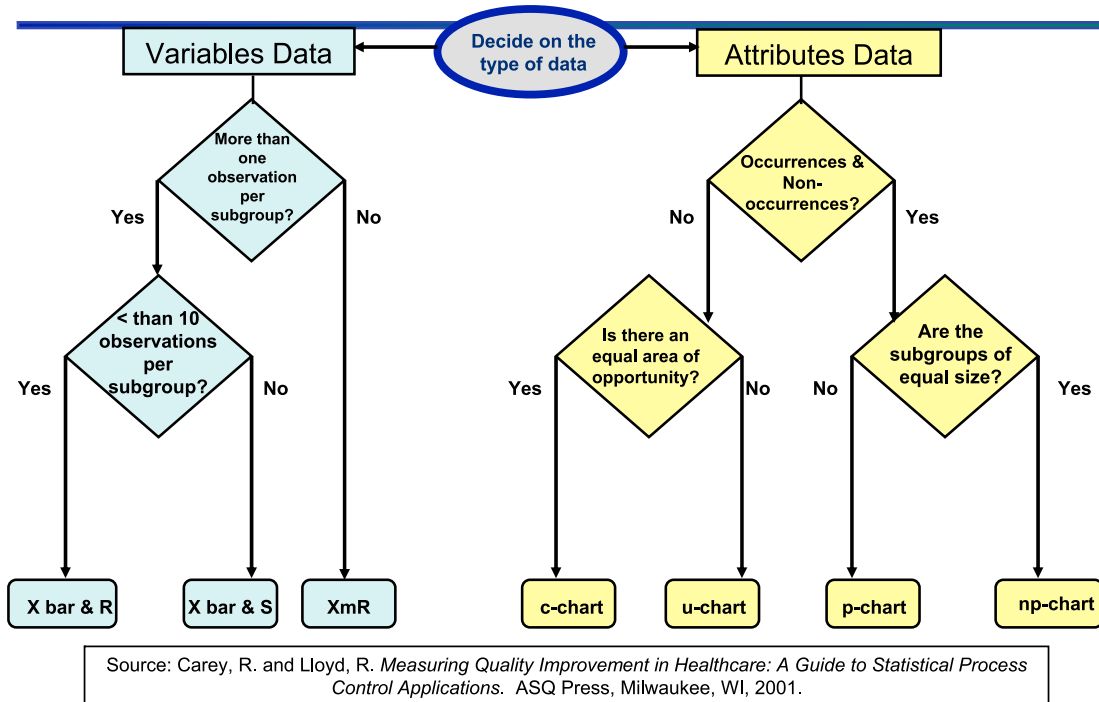 Decide on the
type of data
Variables Data
Attributes Data
More than
one
observation
per
subgroup?
Occurrences &
Non-
occurrences?
Yes
No
No
Yes
< than 10
observations
per
subgroup?
Is there an
equal area of
opportunity?
Are the
subgroups of
equal size?
Yes
No
Yes
No
No
Yes
X bar & R
X bar & S
XmR
c-chart
u-chart
p-chart
np-chart
Source: Carey, R. and Lloyd, R. Measuring Quality Improvement in Healthcare: A Guide to Statistical Process
Control Applications. ASQ Press, Milwaukee, WI, 2001.